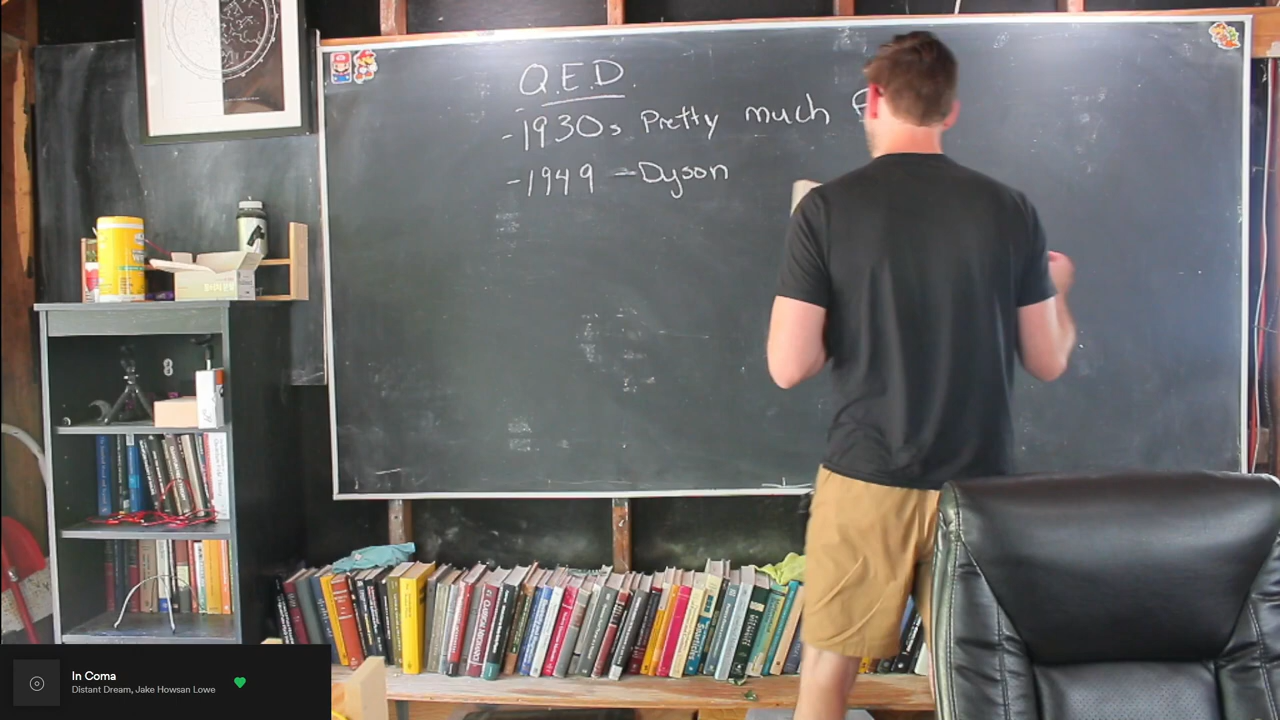 Q.E.D.
-1930s Pretty much
-1949 -Dyson
In Coma
Distant Dream, Jake Howsan Lowe